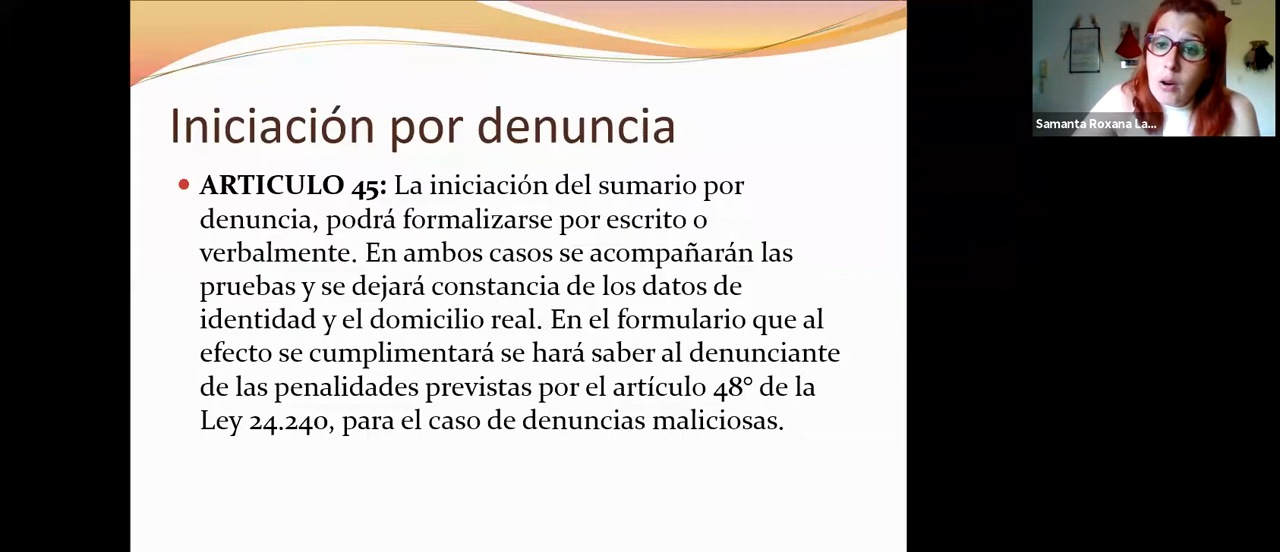 Iniciación por denuncia
• ARTICULO 45: La iniciación del sumario por
denuncia, podrá formalizarse por escrito o
verbalmente. En ambos casos se acompañarán las
pruebas y se dejará constancia de los datos de
identidad y el domicilio real. En el formulario que al
efecto se cumplimentará se hará saber al denunciante
de las penalidades previstas por el artículo 48° de la
Ley 24.240, para el caso de denuncias maliciosas.
Samanta Roxana La...